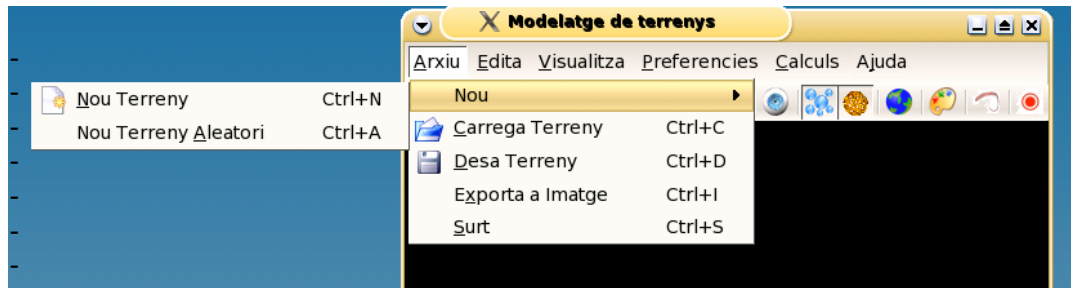 Modelatge de terrenys
Arxiu Edita Visualitza Preferencies Calculs Ajuda
Nou
Nou Terreny Ctrl+N
Nou Terreny Aleatori Ctrl+A
Carrega Terreny Ctrl+C
Desa Terreny Ctrl+D
Exporta a Imatge Ctrl+I
Surt Ctrl+S